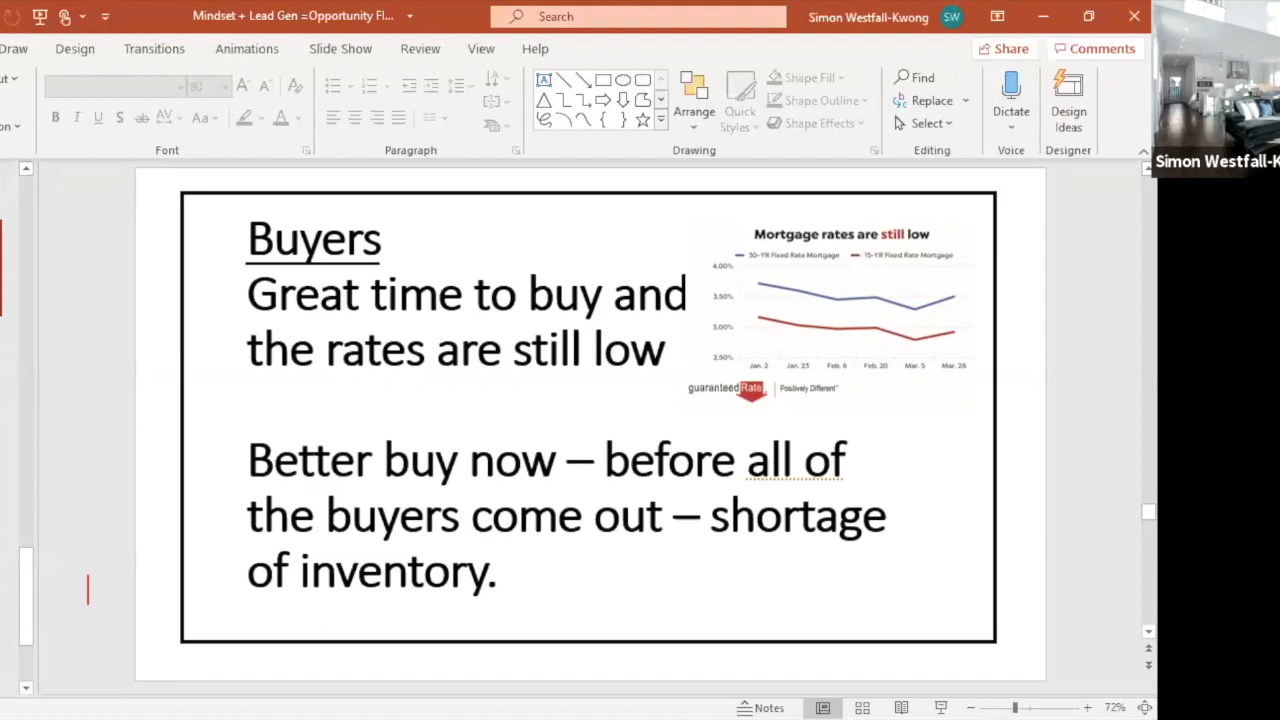 Mindset + Lead Gen =Opportunity Fl...
Search
Simon Westfall-Kwong
SW
Draw
Design
Transitions
Animations
Slide Show
Review
View
Help
Share
Comments
80
Shape Fill
Shape Outline
Shape Effects
Arrange
Quick
Styles
Find
Replace
Select
Dictate
Design
Ideas
Font
Paragraph
Drawing
Editing
Voice
Designer
Simon Westfall-K
Buyers
Great time to buy and
the rates are still low
Better buy now – before all of
the buyers come out – shortage
of inventory.
Mortgage rates are still low
30-YR Fixed Rate Mortgage
15-YR Fixed Rate Mortgage
4.00%
3.50%
3.00%
2.50%
Jan. 2
Jan. 23
Feb. 6
Feb. 20
Mar. 5
Mar. 26
guaranteed Rate
Positively Different
Notes
72%